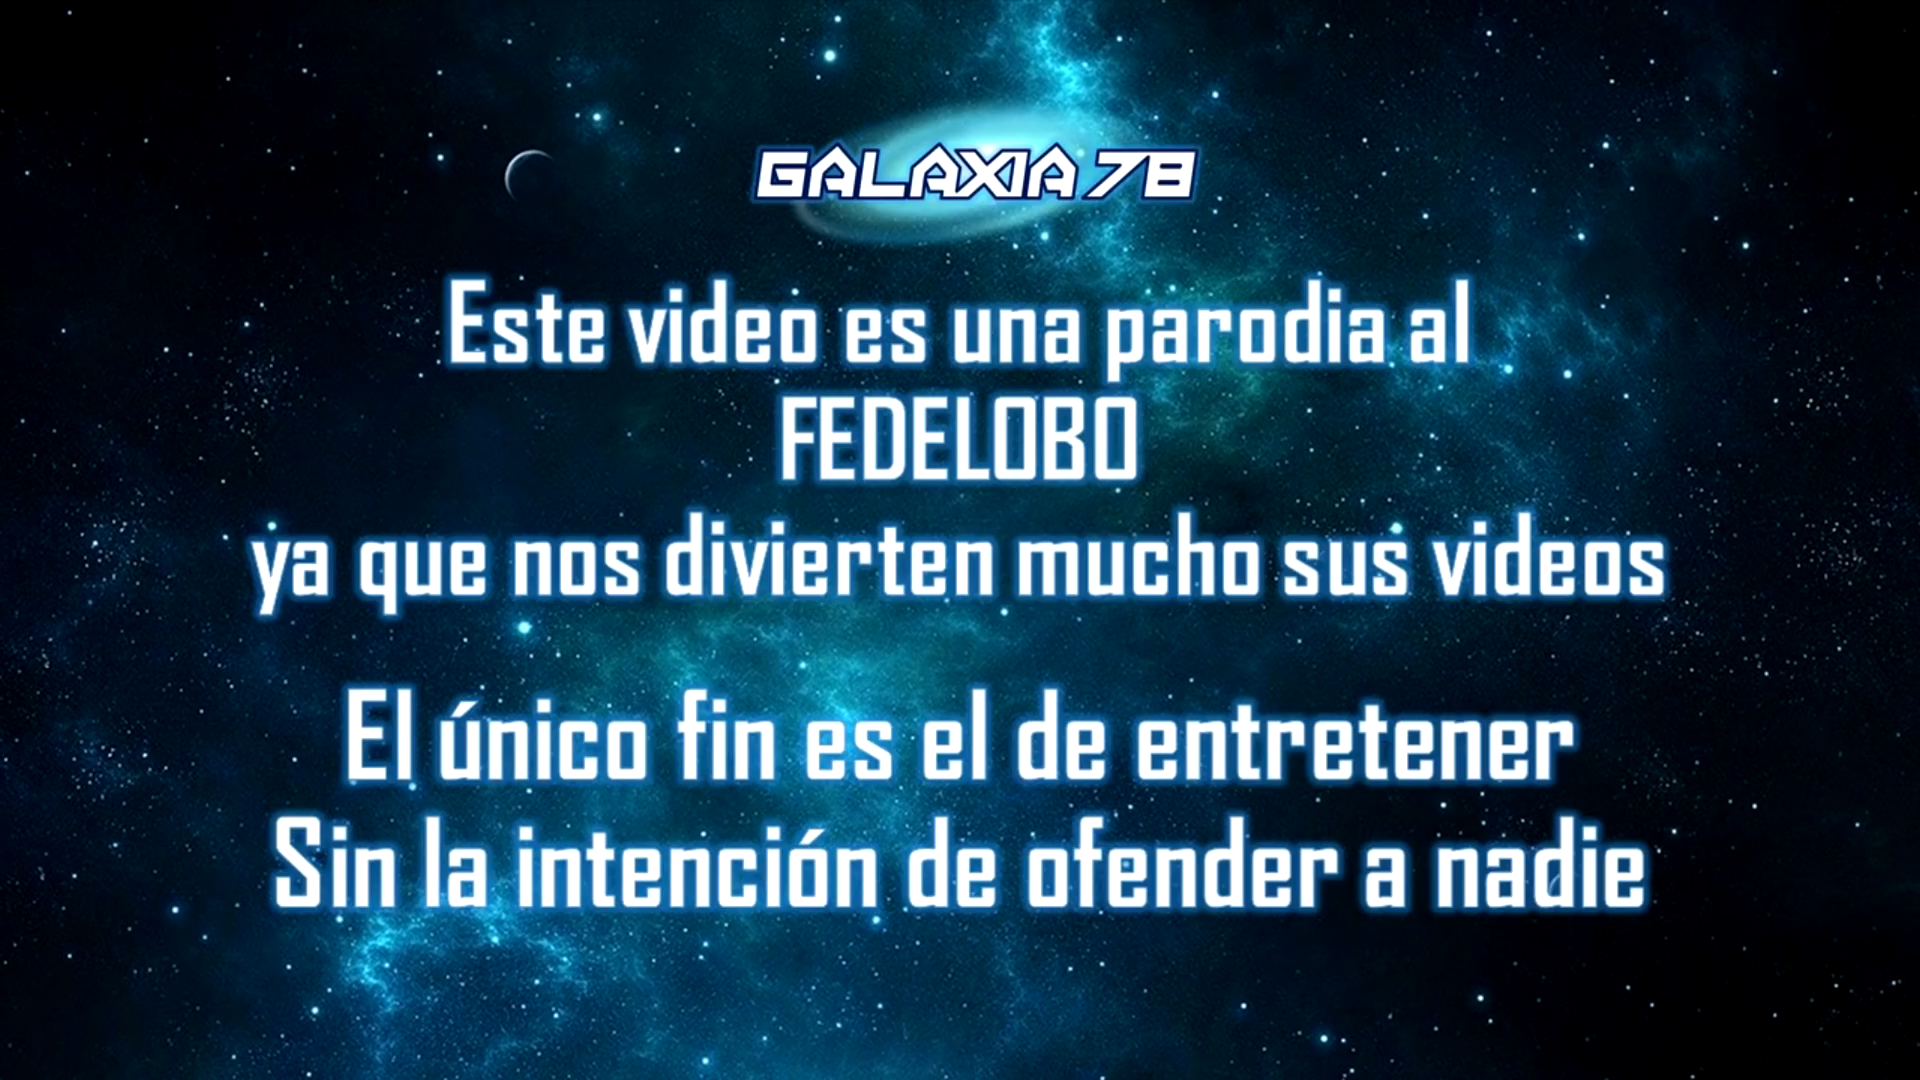 GALAXIA 78
Este video es una parodia al
FEDELOBO
ya que nos divierten mucho sus videos
El único fin es el de entretener
Sin la intención de ofender a nadie